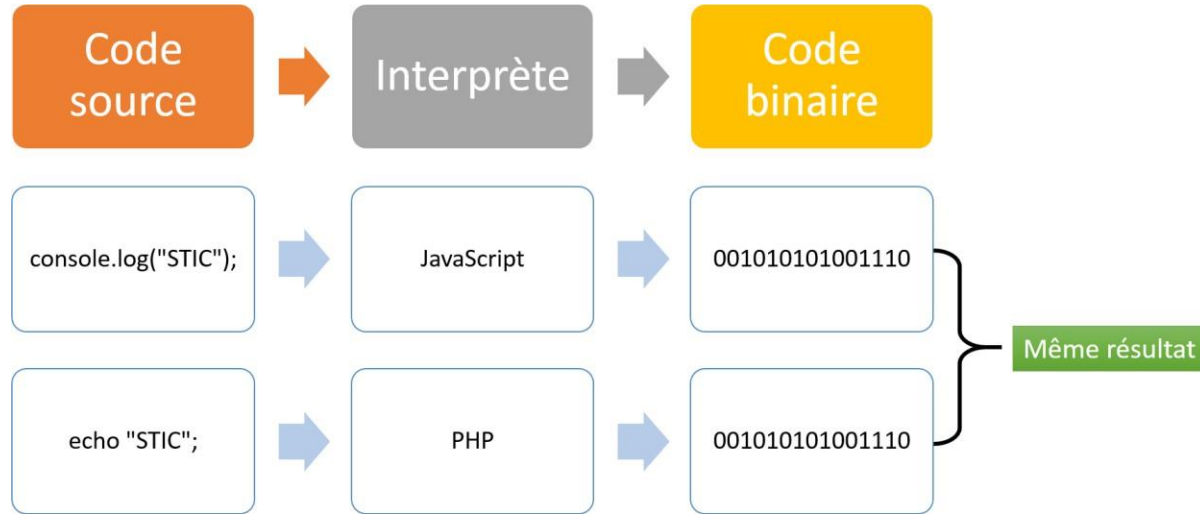 Code
source
Interprète
Code
binaire
console.log("STIC");
JavaScript
001010101001110
Même résultat
echo "STIC";
PHP
001010101001110